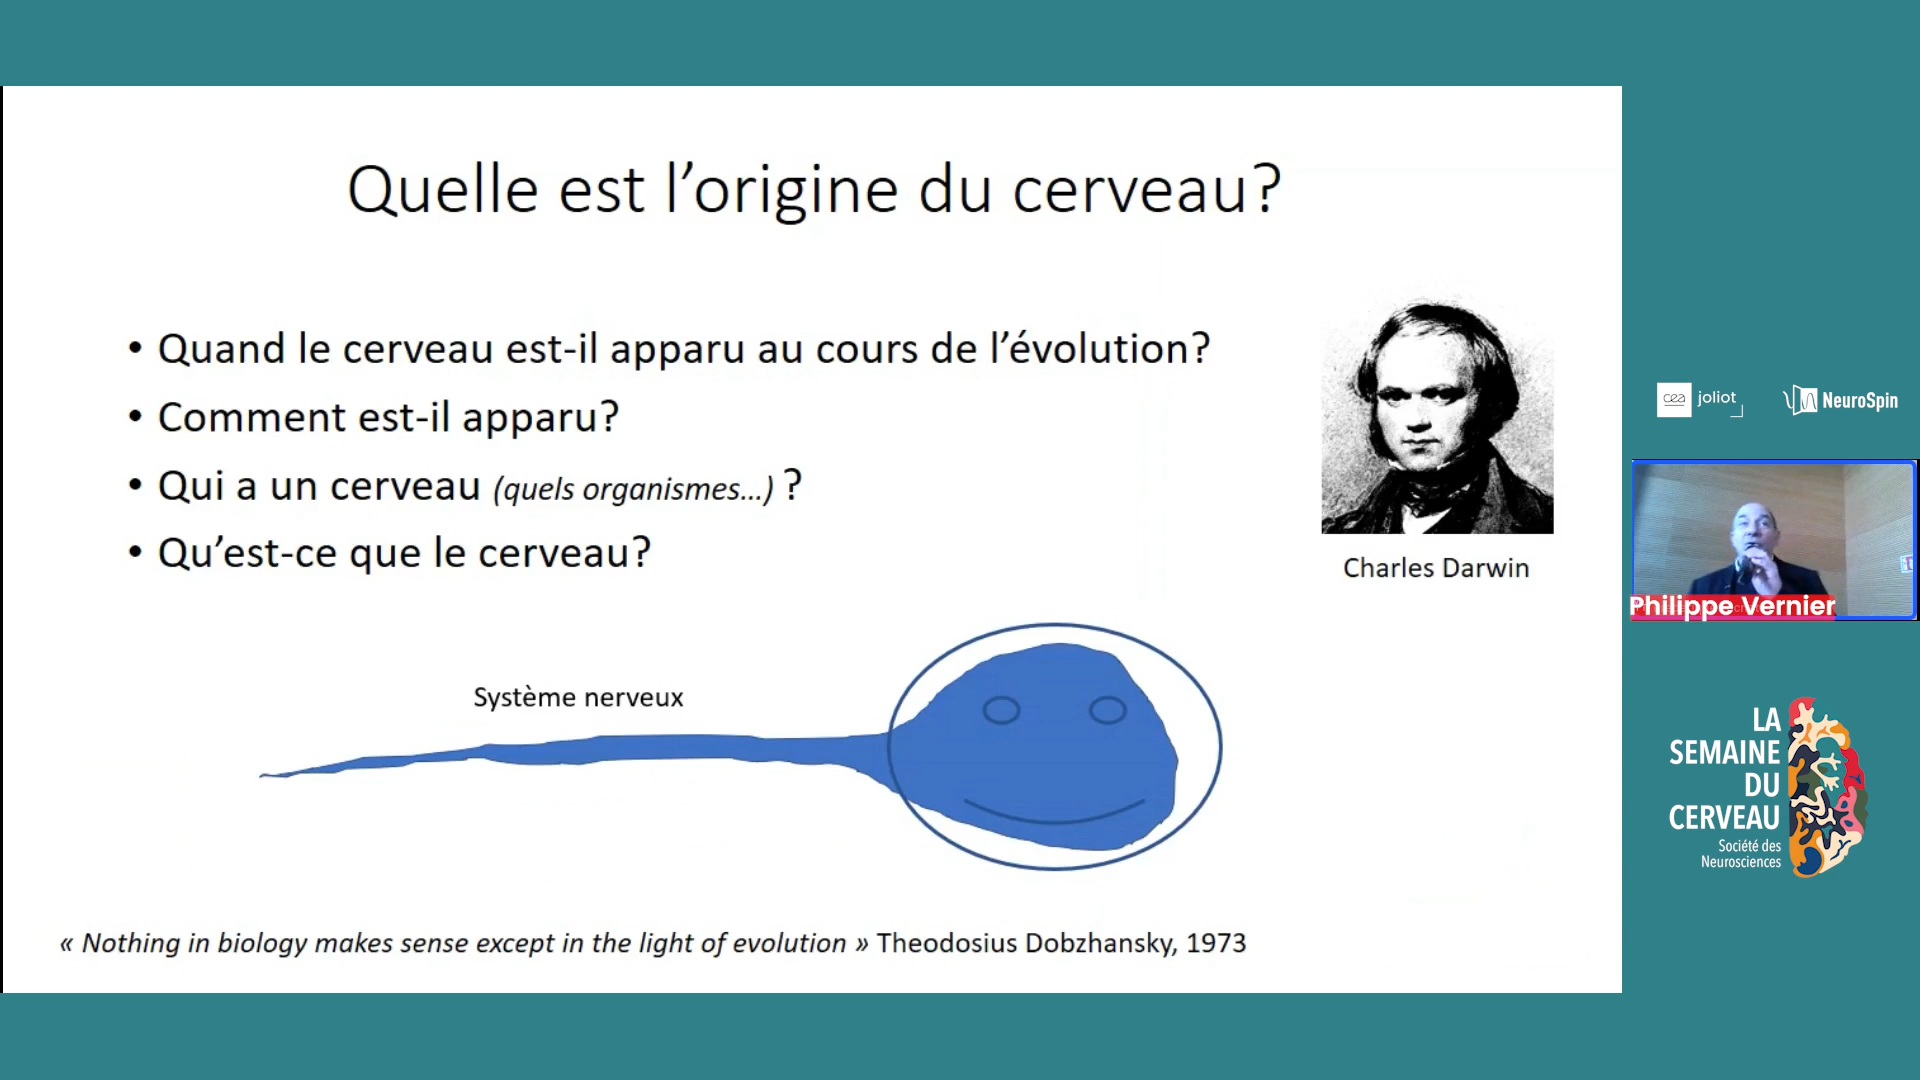 Quelle est l’origine du cerveau?
• Quand le cerveau est-il apparu au cours de l’évolution?
• Comment est-il apparu?
• Qui a un cerveau (quels organismes...) ?
• Qu’est-ce que le cerveau?
Charles Darwin
Système nerveux
« Nothing in biology makes sense except in the light of evolution » Theodosius Dobzhansky, 1973
cea joliot
NeuroSpin
Philippe Vernier
LA
SEMAINE
DU
CERVEAU
Société des
Neurosciences